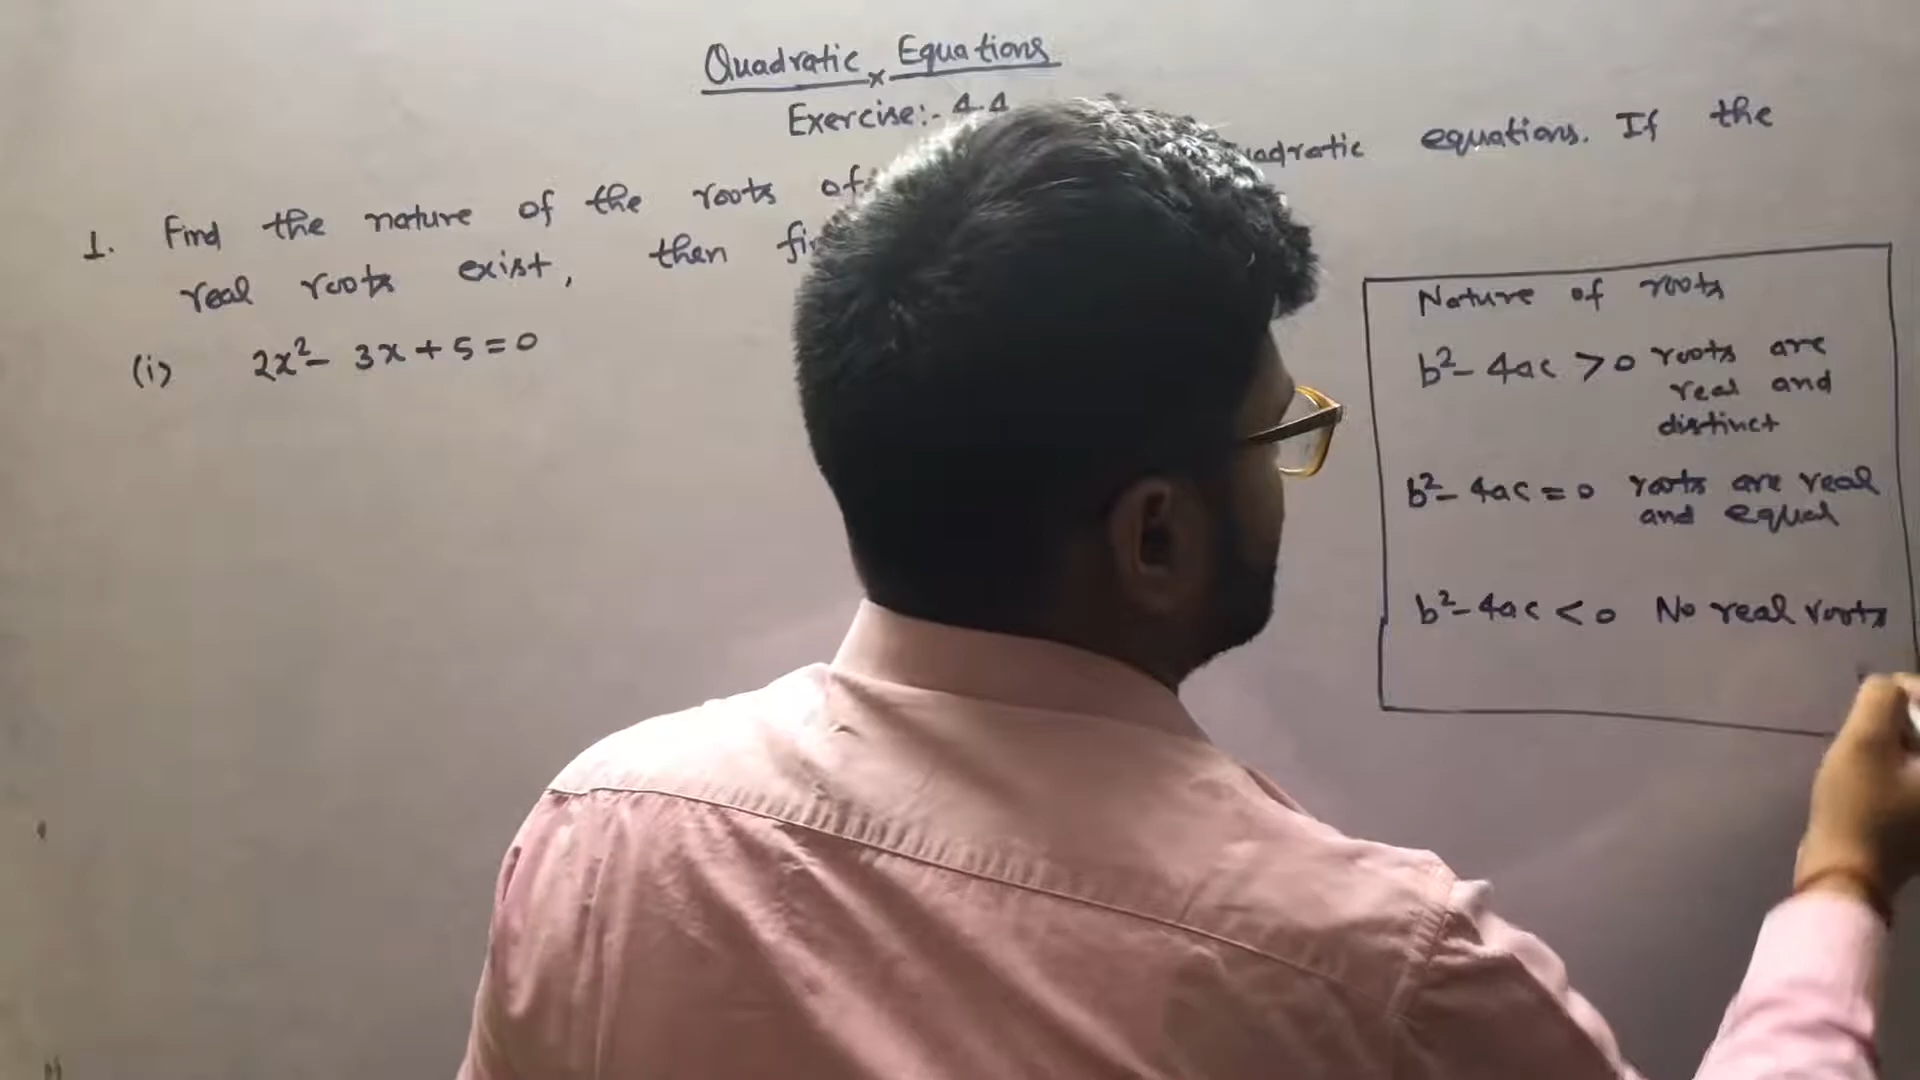 Quadratic Equations
Exercise:- 4.4
1. Find the nature of the roots of quadratic equations. If the
real roots exist, then
(i) 2x²- 3x+5=0
Nature of roots
b²- 4ac > 0 roots are
real and
distinct
b²- 4ac = 0 roots are real
and equal
b²- 4ac < 0 No real roots